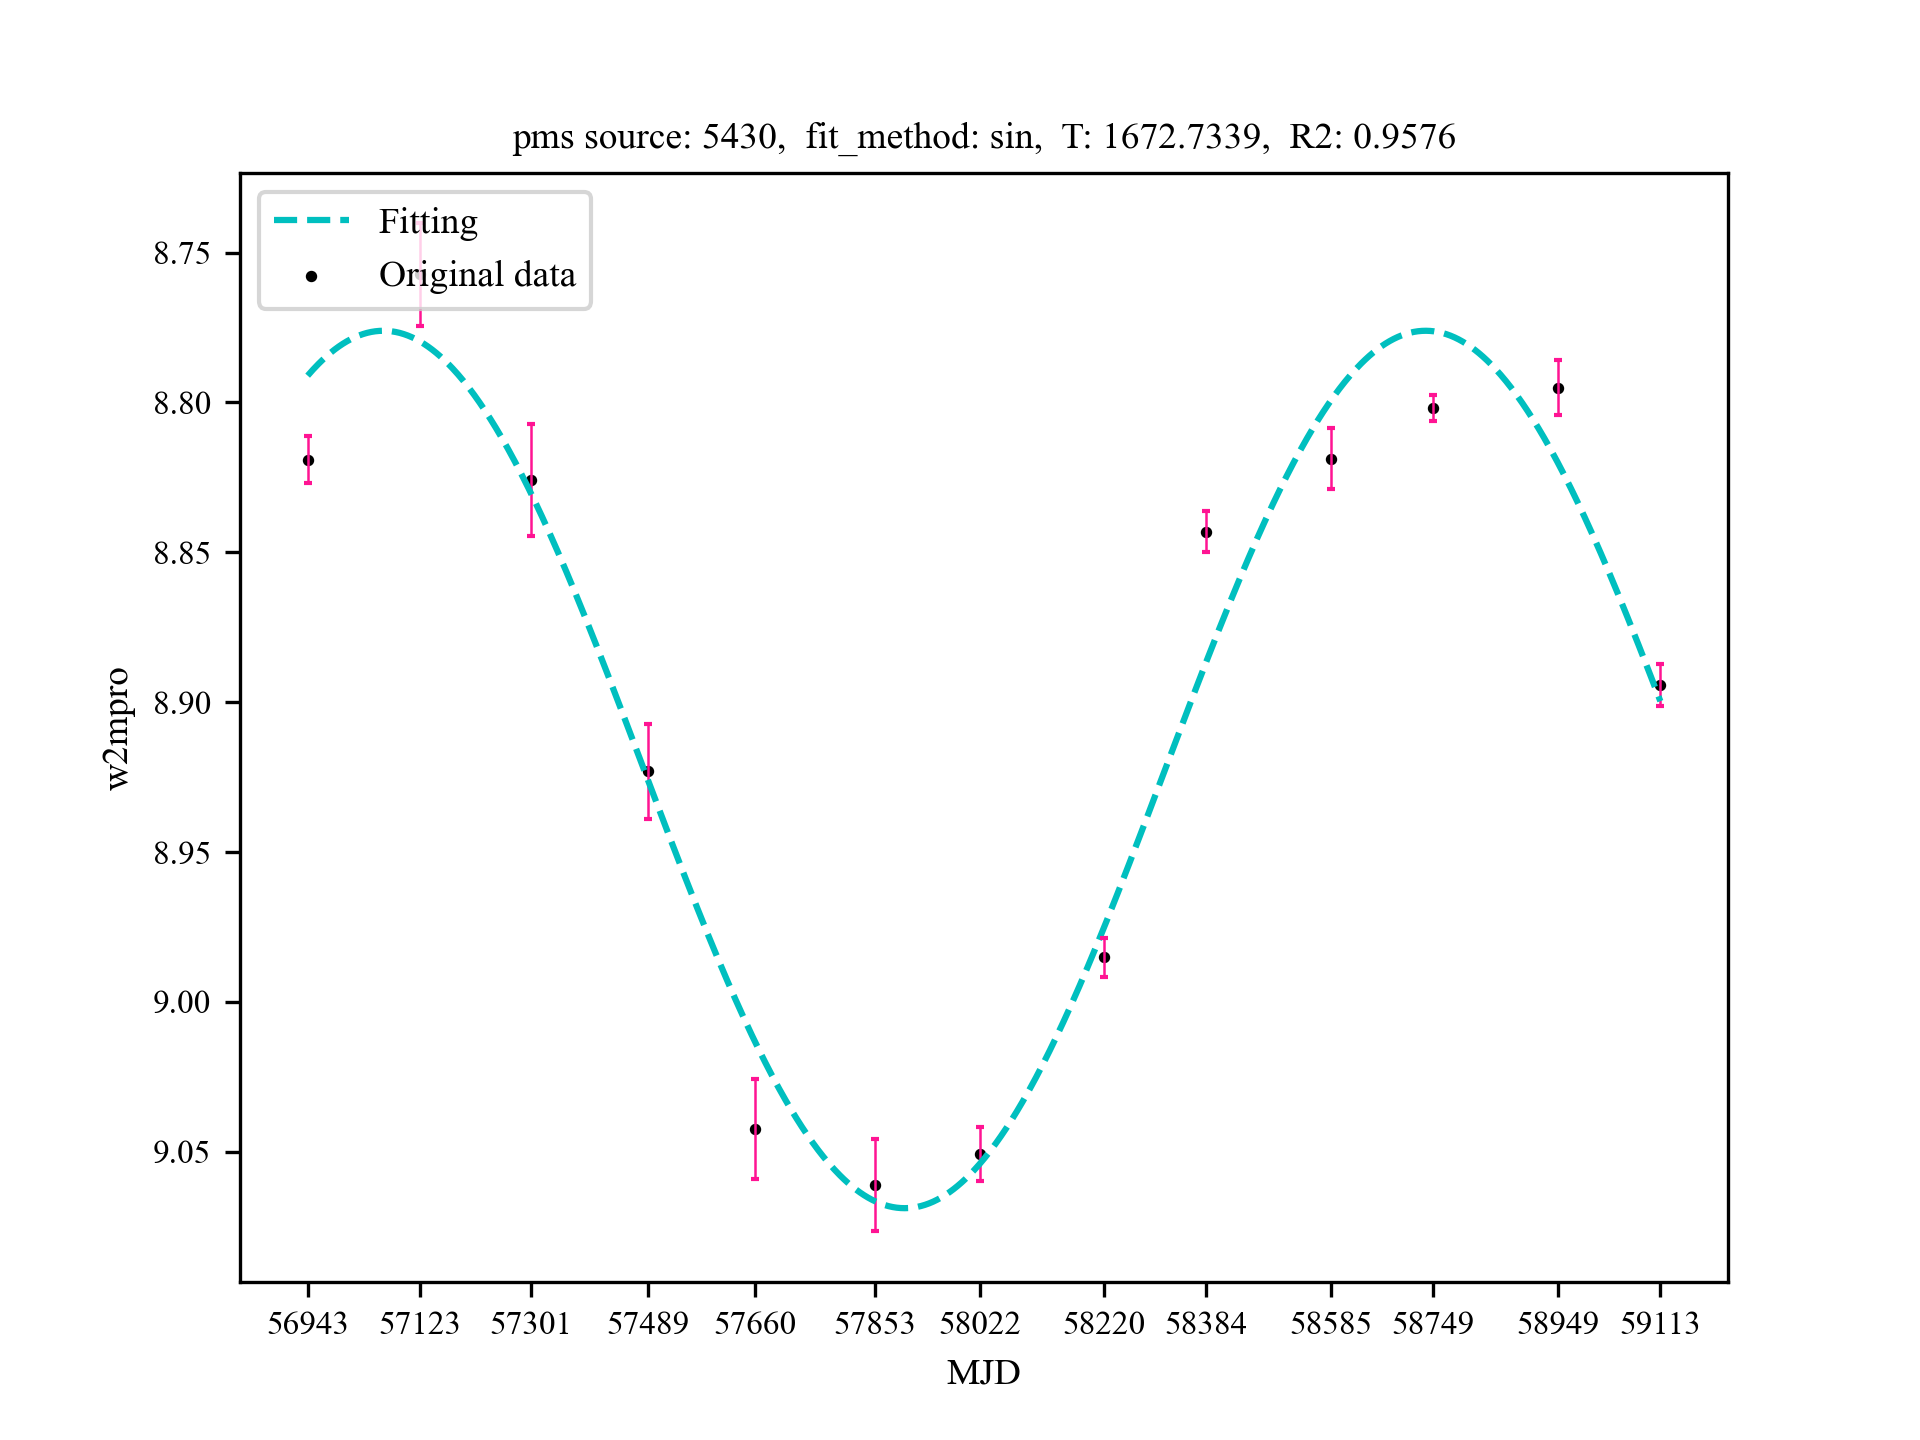 pms source: 5430, fit_method: sin, T: 1672.7339, R2: 0.9576
Fitting
Original data
8.75
8.80
8.85
8.90
8.95
9.00
9.05
w2mpro
56943 57123 57301 57489 57660 57853 58022 58220 58384 58585 58749 58949 59113
MJD